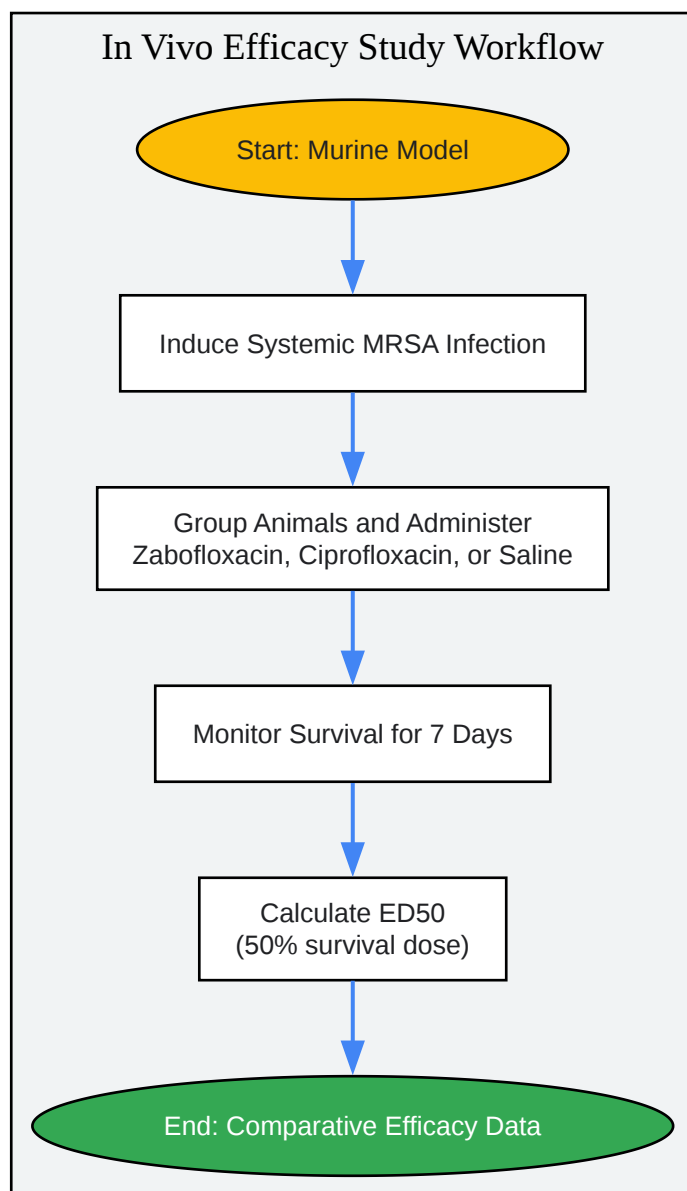 In Vivo Efficacy Study Workflow
Start: Murine Model
Induce Systemic MRSA Infection
Group Animals and Administer
Zabofloxacin, Ciprofloxacin, or Saline
Monitor Survival for 7 Days
Calculate ED50
(50% survival dose)
End: Comparative Efficacy Data